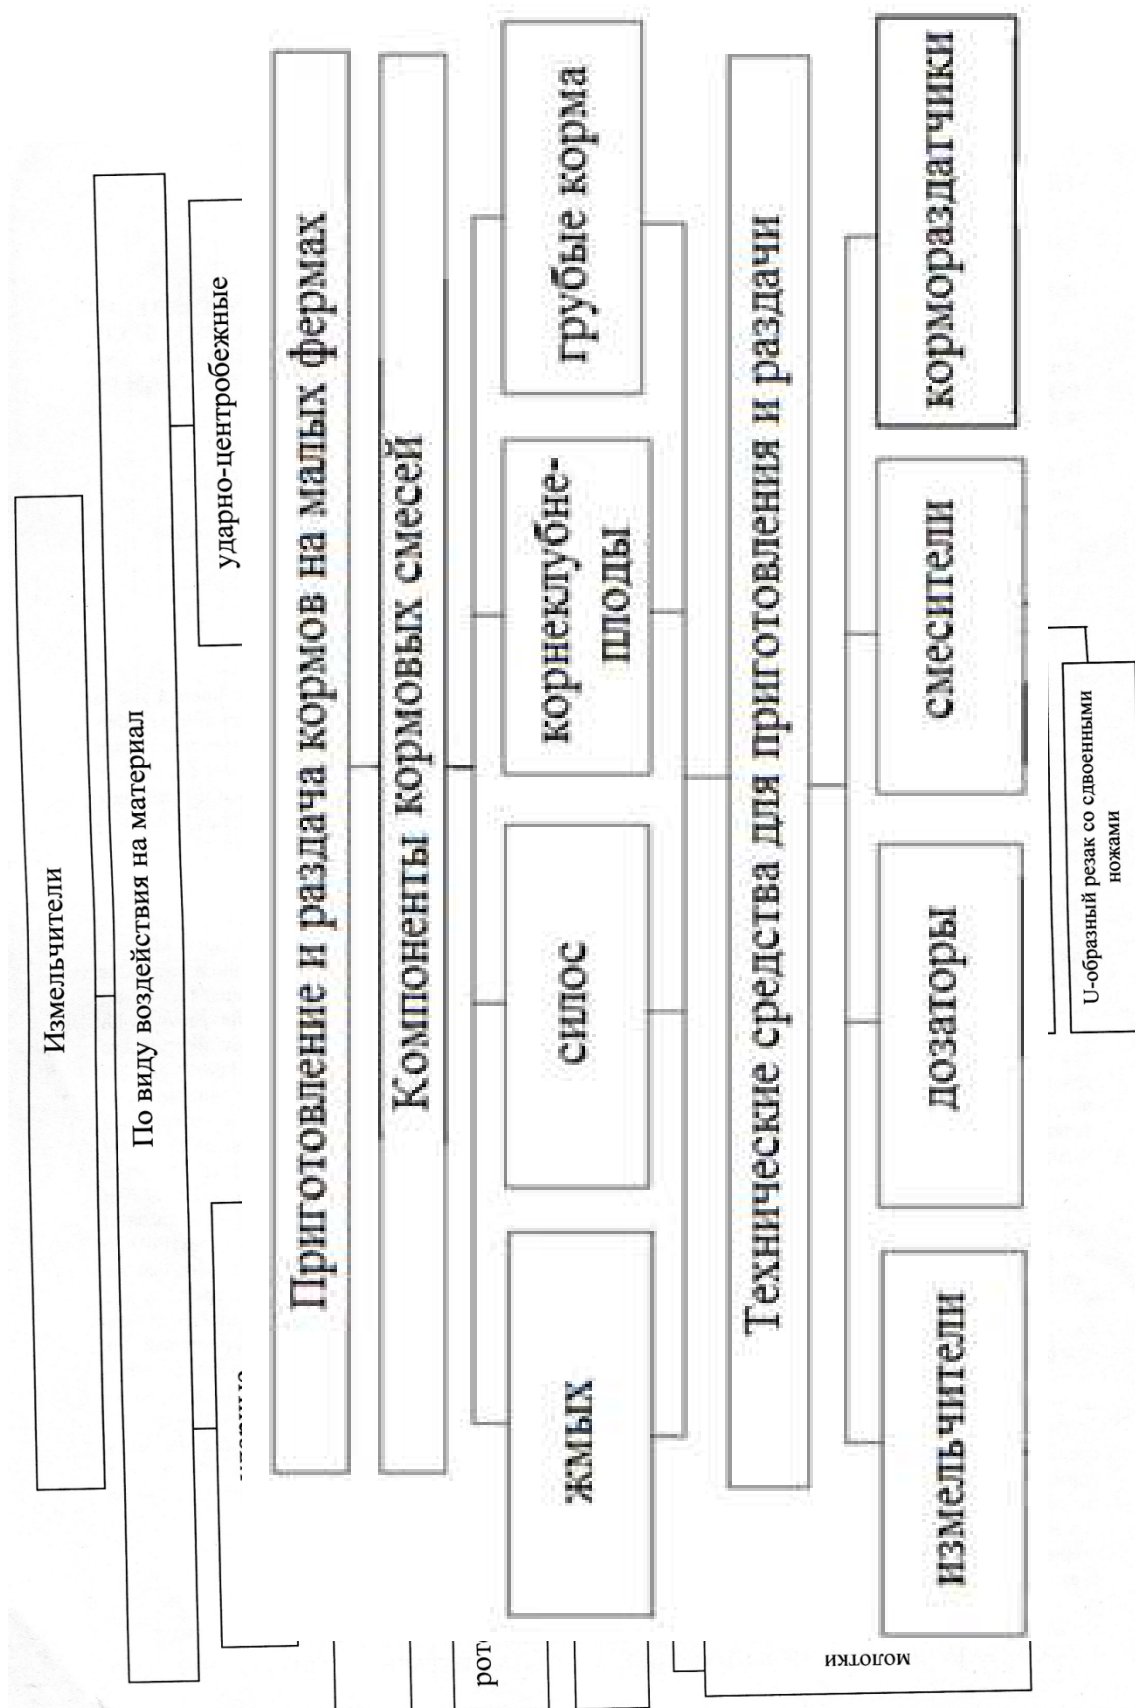 Измельчители
По виду воздействия на материал
ударно-центробежные
Приготовление и раздача кормов на малых фермах
Компоненты кормовых смесей
жмых
силос
корнеклубне-
плоды
грубые корма
Технические средства для приготовления и раздачи
измельчители
дозаторы
смесители
кормораздатчики
рот
молотки
U-образный резак со сдвоенными
ножами